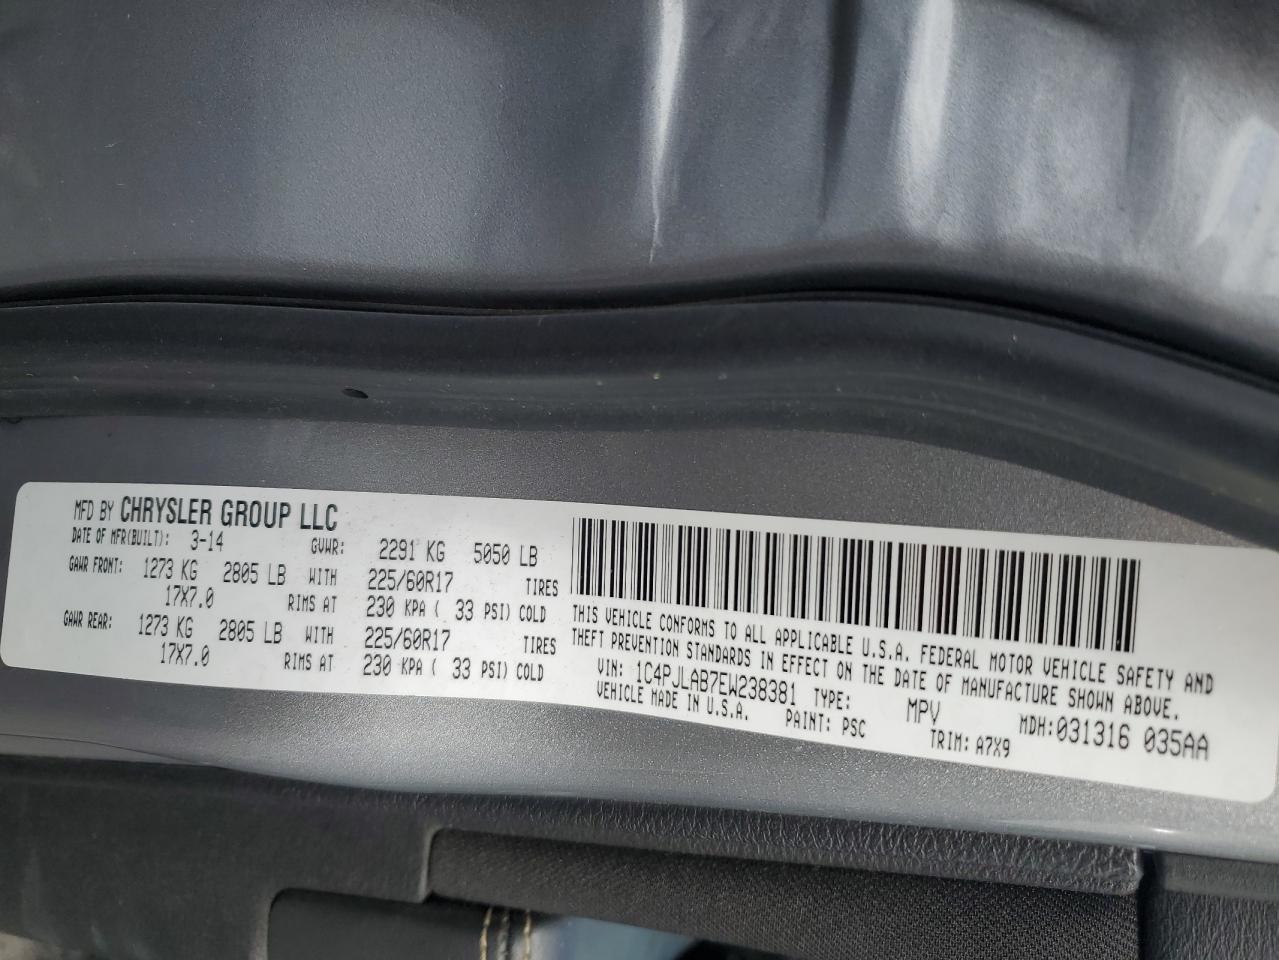 MFD BY CHRYSLER GROUP LLC
DATE OF MFR(BUILT): 3-14 GVWR: 2291 KG 5050 LB
GAWR FRONT: 1273 KG 2805 LB WITH 225/60R17 TIRES
17X7.0 RIMS AT 230 KPA ( 33 PSI) COLD
GAWR REAR: 1273 KG 2805 LB WITH 225/60R17 TIRES
17X7.0 RIMS AT 230 KPA ( 33 PSI) COLD
THIS VEHICLE CONFORMS TO ALL APPLICABLE U.S.A. FEDERAL MOTOR VEHICLE SAFETY AND
THEFT PREVENTION STANDARDS IN EFFECT ON THE DATE OF MANUFACTURE SHOWN ABOVE.
VIN: 1C4PJLAB7EW238381 TYPE: MPV MDH:031316 035AA
VEHICLE MADE IN U.S.A. PAINT: PSC TRIM: A7X9